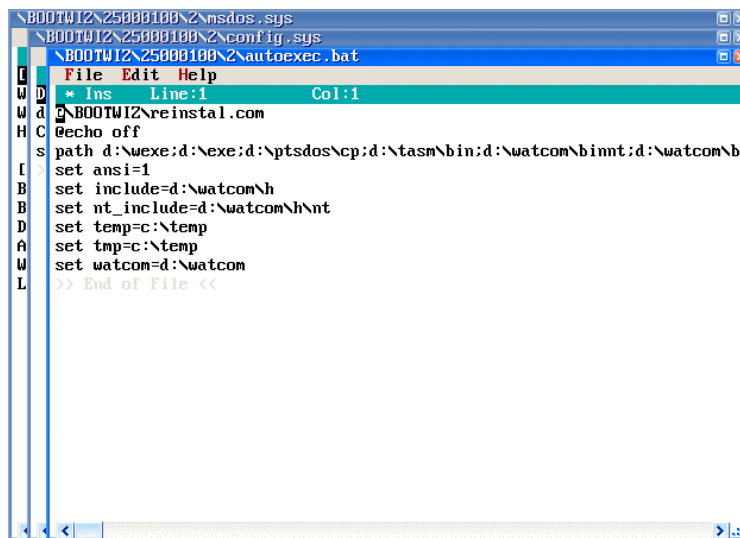 \BOOTWIZ\25000100\2\msdos.sys
\BOOTWIZ\25000100\2\config.sys
\BOOTWIZ\25000100\2\autoexec.bat
File Edit Help
* Ins Line:1 Col:1
\BOOTWIZ\reinstal.com
@echo off
path d:\wexe;d:\exe;d:\ptsdos\cp;d:\tasm\bin;d:\watcom\binnt;d:\watcom\b
set ansi=1
set include=d:\watcom\h
set nt_include=d:\watcom\h\nt
set temp=c:\temp
set tmp=c:\temp
set watcom=d:\watcom
>> End of File <<